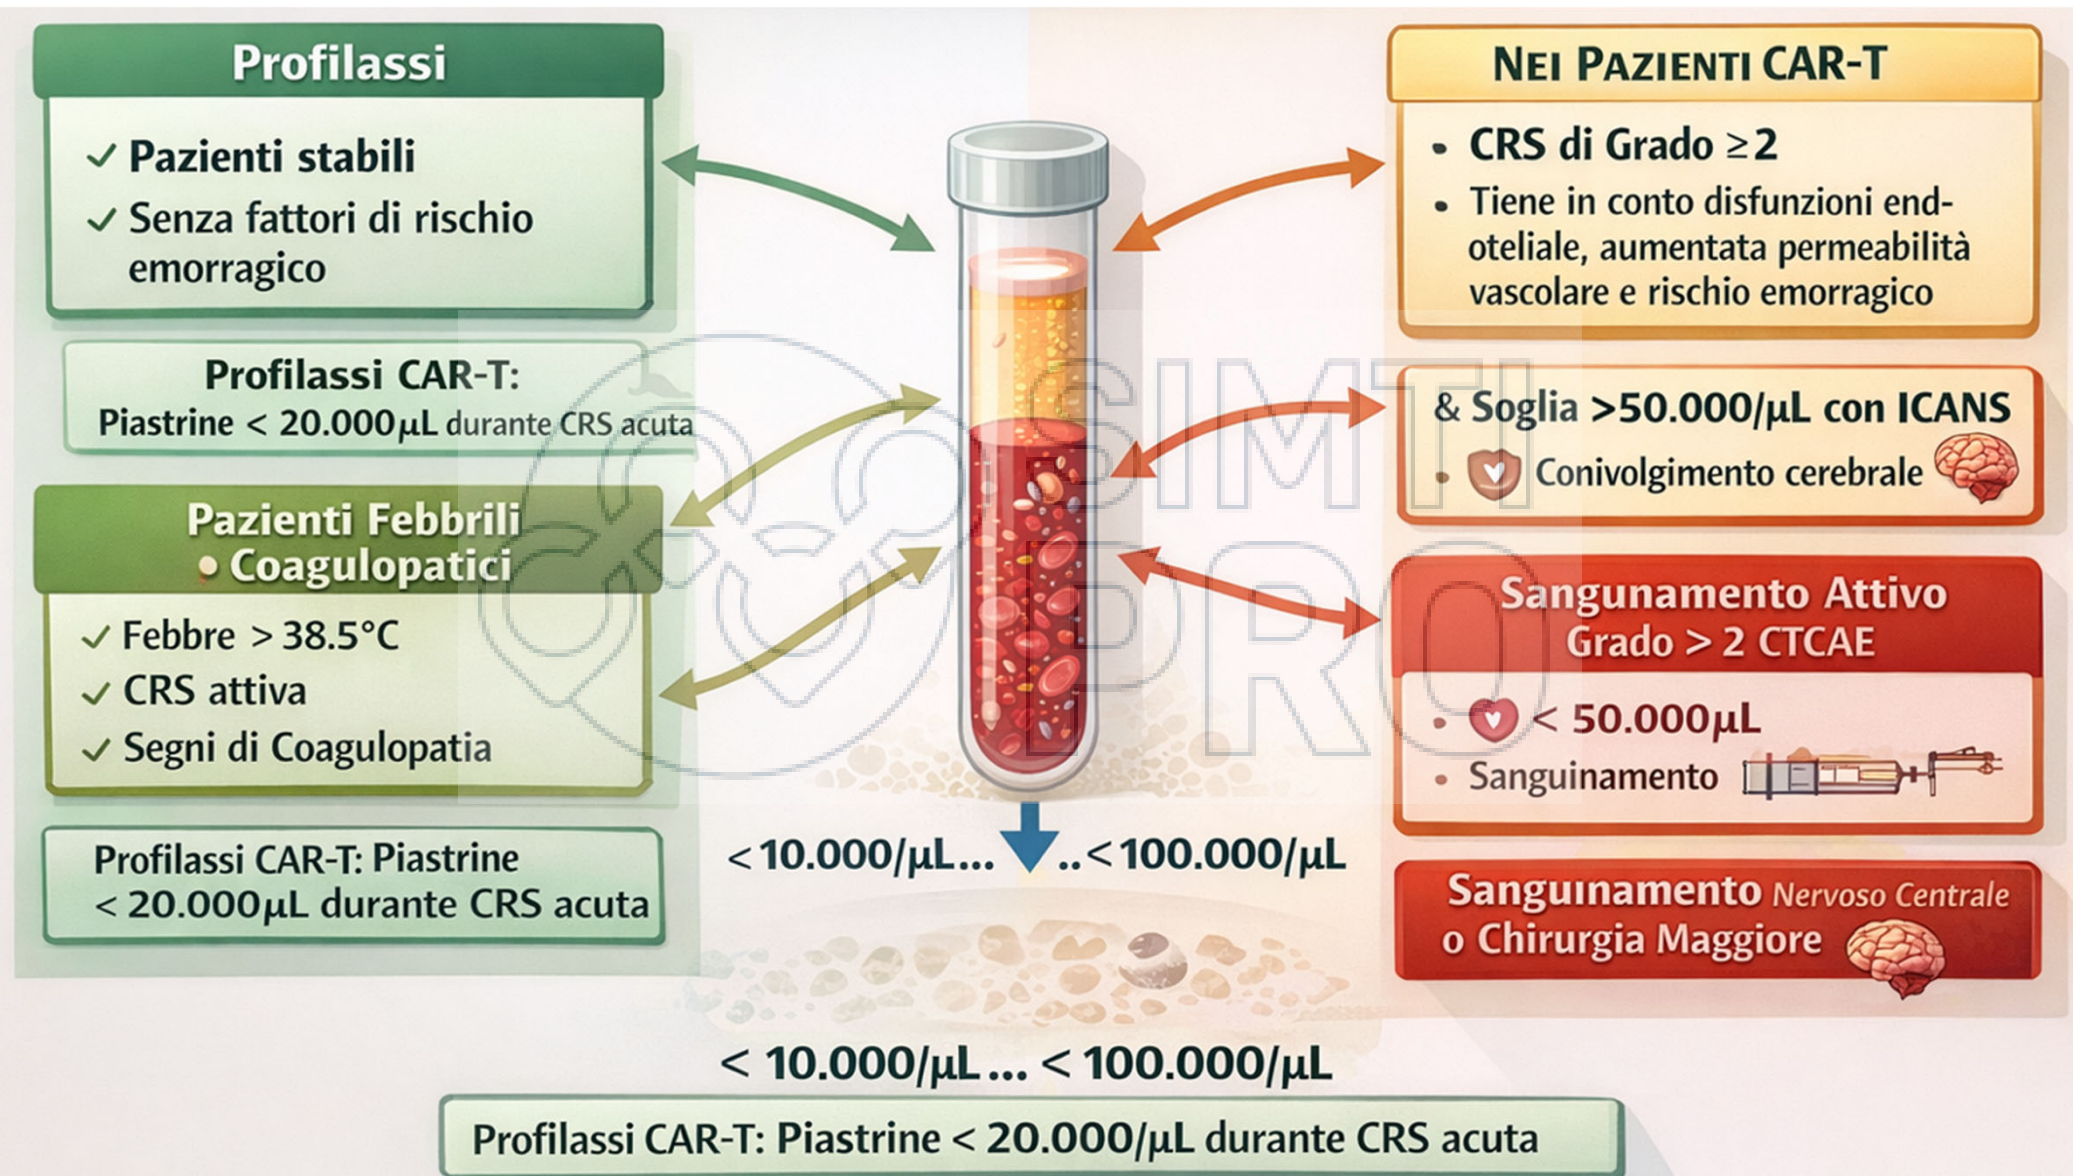 Profilassi
Pazienti stabili
Senza fattori di rischio
emorragico
Profilassi CAR-T:
Piastrine < 20.000µL durante CRS acuta
Pazienti Febbrili
• Coagulopatici
Febbre > 38.5°C
CRS attiva
Segni di Coagulopatia
Profilassi CAR-T: Piastrine
< 20.000µL durante CRS acuta
NEI PAZIENTI CAR-T
• CRS di Grado ≥2
• Tiene in conto disfunzioni end-
oteliale, aumentata permeabilità
vascolare e rischio emorragico
& Soglia >50.000/µL con ICANS
• Conivolgimento cerebrale
Sangunamento Attivo
Grado > 2 CTCAE
• < 50.000µL
• Sanguinamento
Sanguinamento Nervoso Centrale
o Chirurgia Maggiore
SIMTI
PRO
< 10.000/µL... ..< 100.000/µL
< 10.000/µL... < 100.000/µL
Profilassi CAR-T: Piastrine < 20.000/µL durante CRS acuta